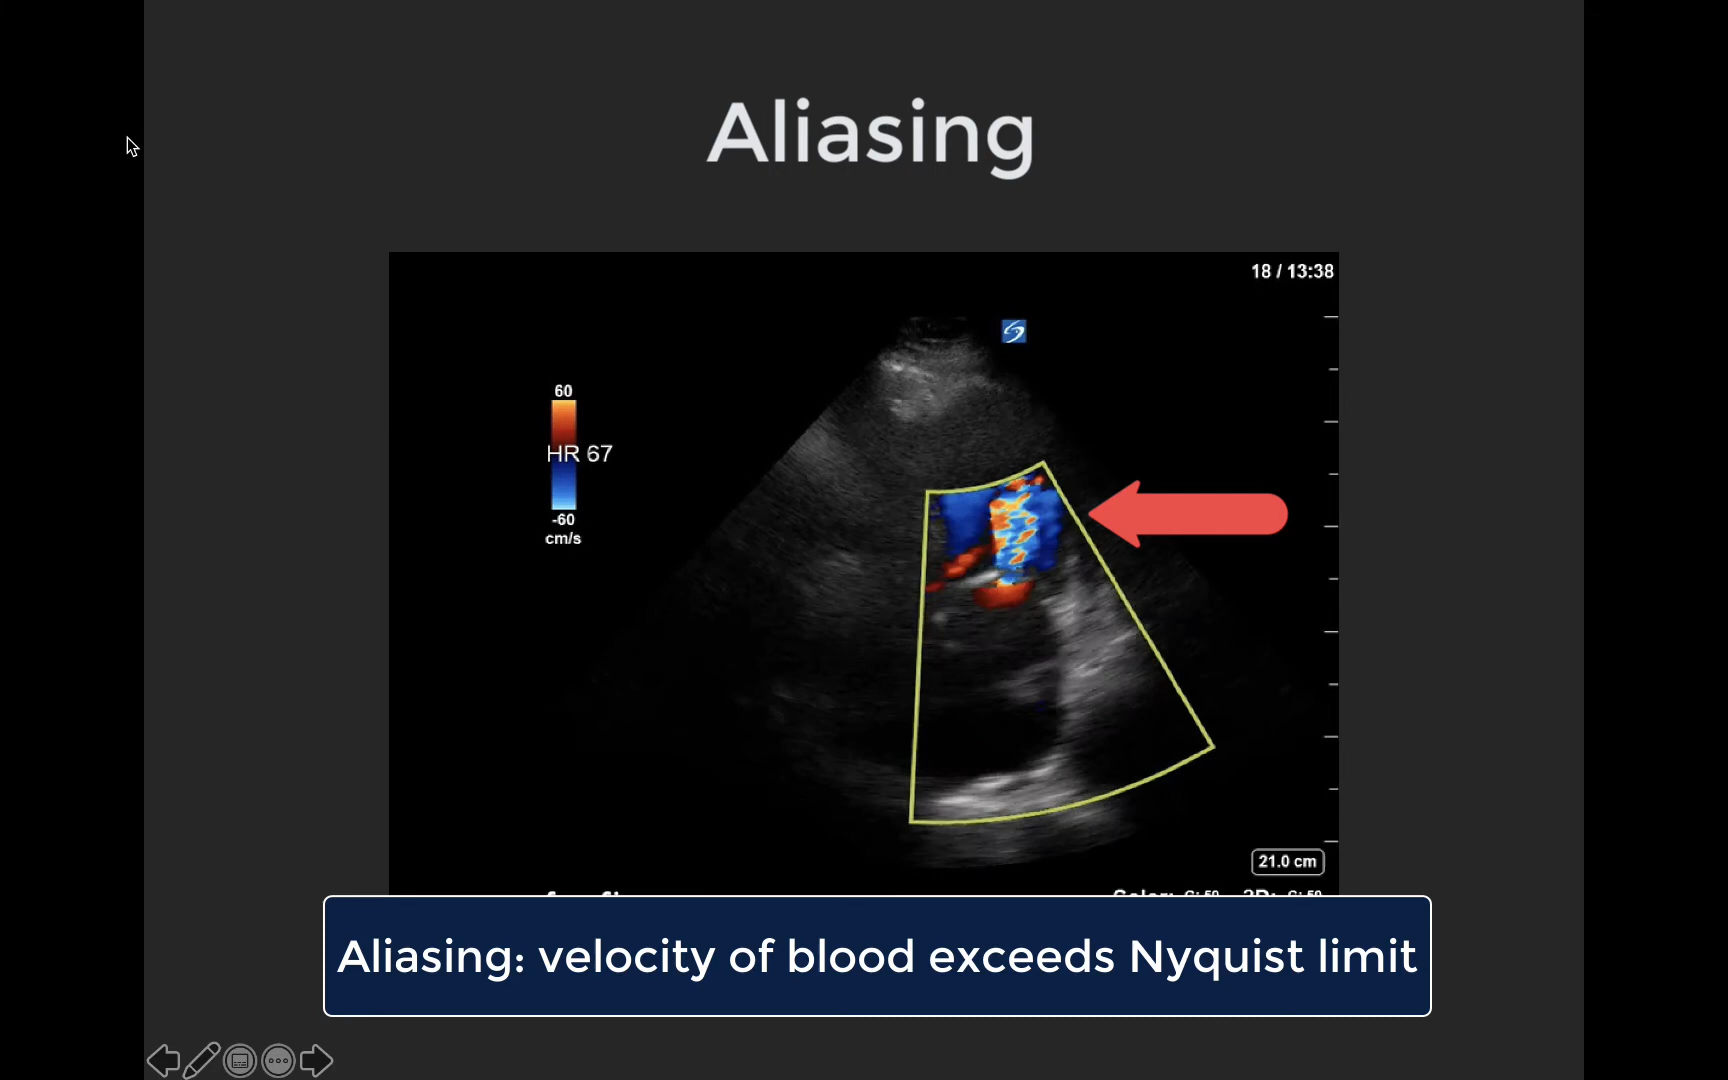 Aliasing
18 / 13:38
60
HR 67
-60
cm/s
21.0 cm
Aliasing: velocity of blood exceeds Nyquist limit